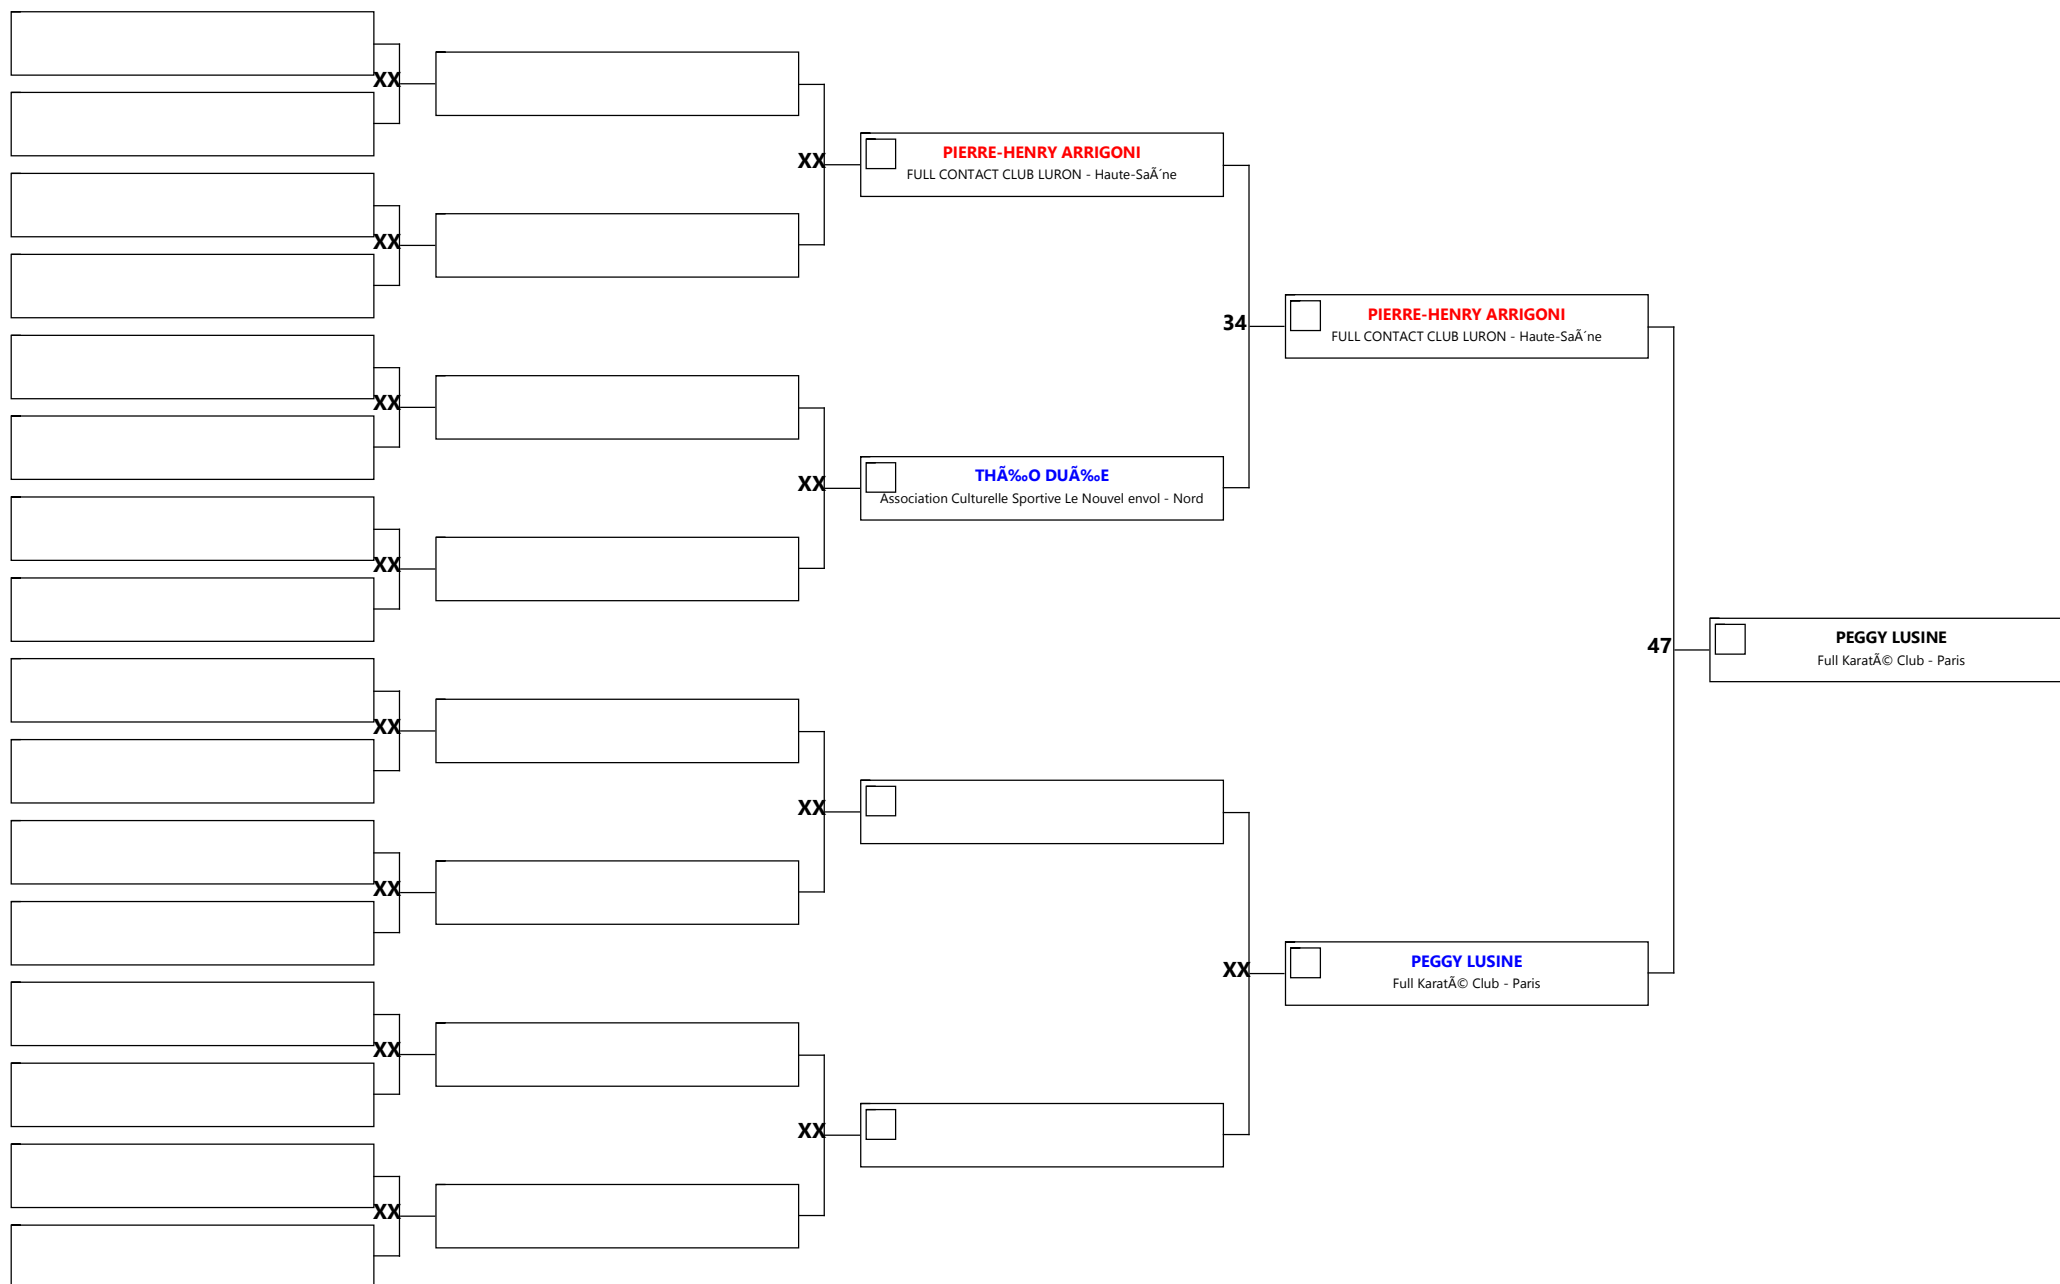 XX
XX
XX
XX
XX
XX
XX
XX
XX
XX
XX
XX
PIERRE-HENRY ARRIGONI
FULL CONTACT CLUB LURON - Haute-SaÃ´ne
THÃ‰O DUÃ‰E
Association Culturelle Sportive Le Nouvel envol - Nord
34
XX
PIERRE-HENRY ARRIGONI
FULL CONTACT CLUB LURON - Haute-SaÃ´ne
PEGGY LUSINE
Full KaratÃ© Club - Paris
47
PEGGY LUSINE
Full KaratÃ© Club - Paris